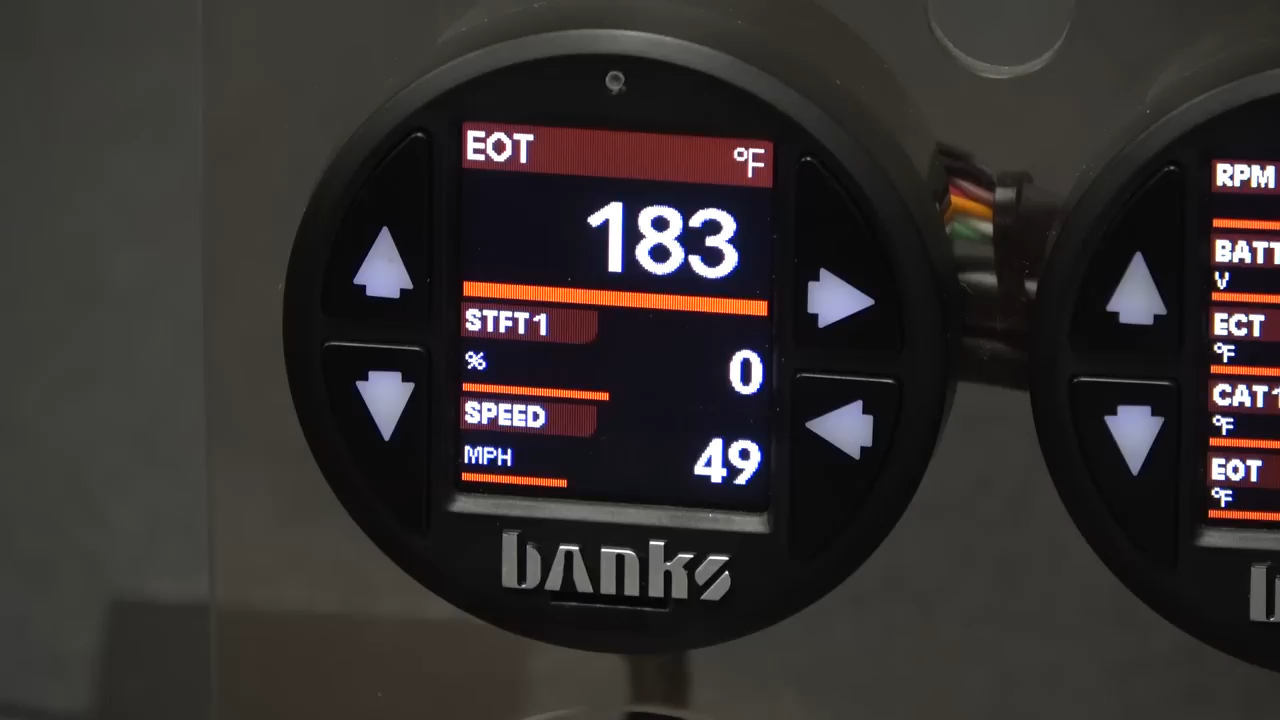 EOT °F
183
STFT1
% 0
SPEED
MPH 49
banks
RPM
BATT
V
ECT
°F
CAT1
°F
EOT
°F